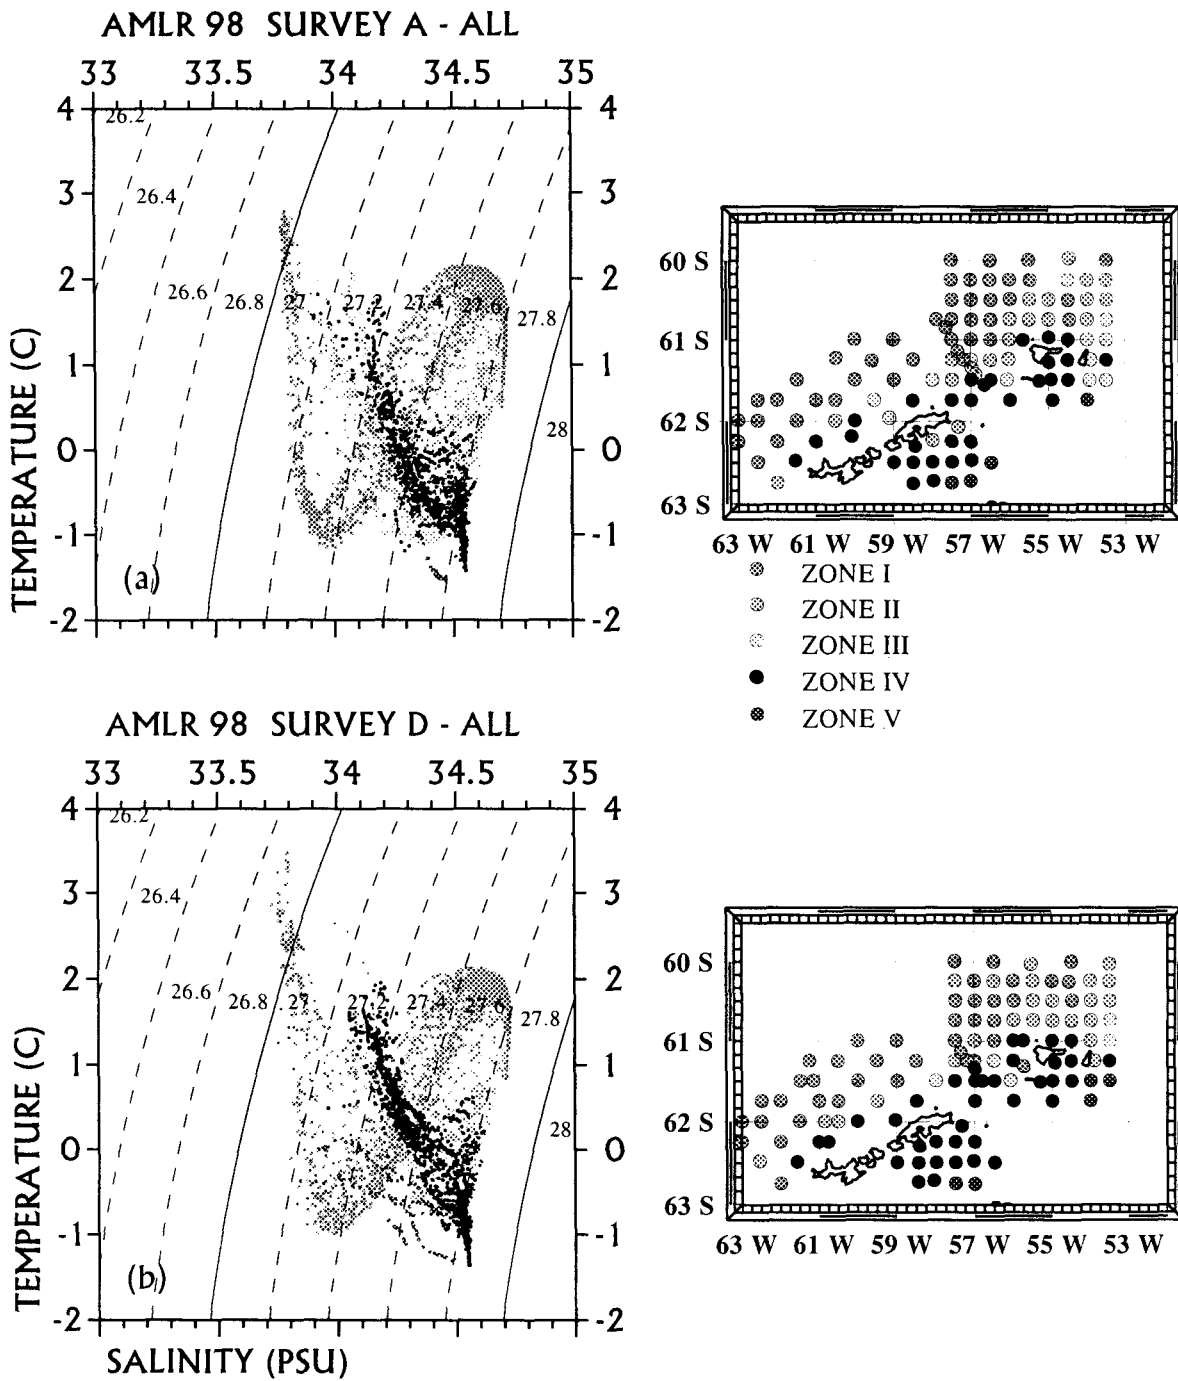 AMLR 98 SURVEY A - ALL
33 33.5 34 34.5 35
4 4
3 3
2 2
1 1
0 0
-1 -1
-2 -2
26.2
26.4
26.6 26.8 27 27.2 27.4 27.6 27.8
28
TEMPERATURE (C)
(a)
60 S
61 S
62 S
63 S
63 W 61 W 59 W 57 W 55 W 53 W
ZONE I
ZONE II
ZONE III
ZONE IV
ZONE V
AMLR 98 SURVEY D - ALL
33 33.5 34 34.5 35
4 4
3 3
2 2
1 1
0 0
-1 -1
-2 -2
26.2
26.4
26.6 26.8 27 27.2 27.4 27.6 27.8
28
TEMPERATURE (C)
(b)
SALINITY (PSU)
60 S
61 S
62 S
63 S
63 W 61 W 59 W 57 W 55 W 53 W